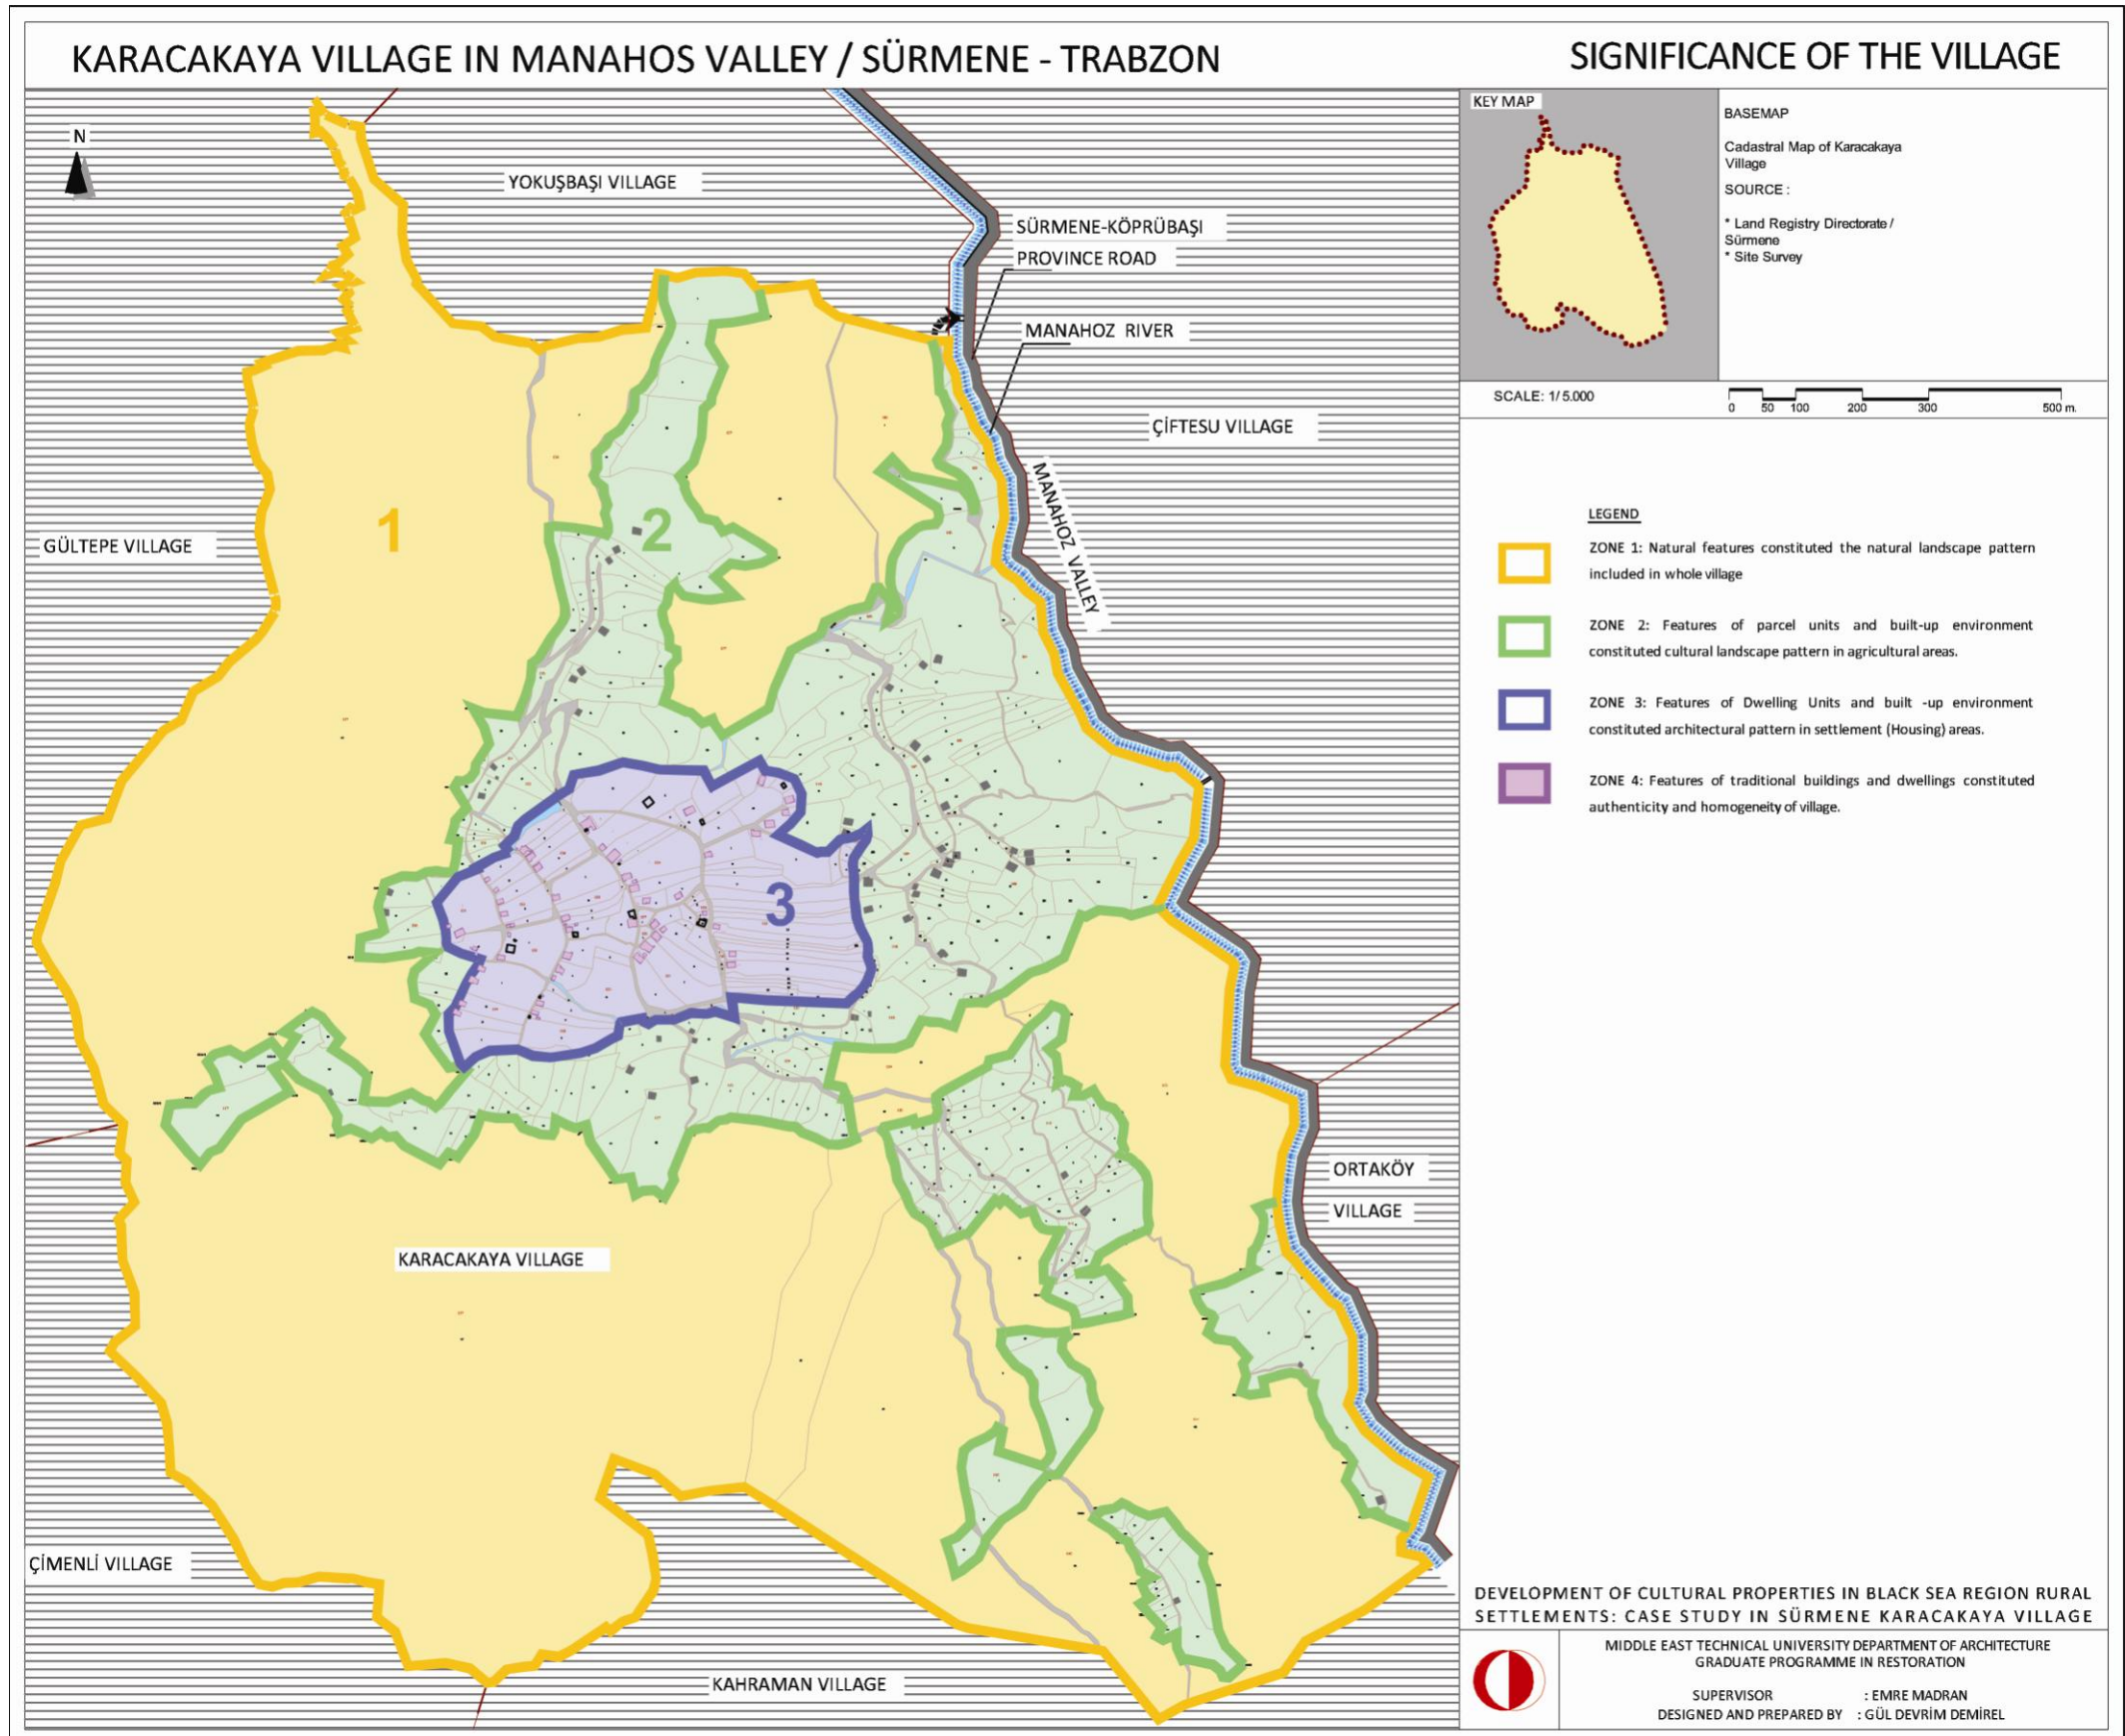 KARACAKAYA VILLAGE IN MANAHOS VALLEY / SÜRMENE - TRABZON
SIGNIFICANCE OF THE VILLAGE
N
YOKUŞBAŞI VILLAGE
SÜRMENE-KÖPRÜBAŞI
PROVINCE ROAD
MANAHOZ RIVER
ÇİFTESU VILLAGE
MANAHOZ VALLEY
GÜLTEPE VILLAGE
1
2
3
ORTAKÖY
VILLAGE
KARACAKAYA VILLAGE
ÇİMENLİ VILLAGE
KAHRAMAN VILLAGE
KEY MAP
BASEMAP
Cadastral Map of Karacakaya
Village
SOURCE :
* Land Registry Directorate /
Sürmene
* Site Survey
SCALE: 1/ 5.000
0 50 100 200 300 500 m.
LEGEND
ZONE 1: Natural features constituted the natural landscape pattern
included in whole village
ZONE 2: Features of parcel units and built-up environment
constituted cultural landscape pattern in agricultural areas.
ZONE 3: Features of Dwelling Units and built -up environment
constituted architectural pattern in settlement (Housing) areas.
ZONE 4: Features of traditional buildings and dwellings constituted
authenticity and homogeneity of village.
DEVELOPMENT OF CULTURAL PROPERTIES IN BLACK SEA REGION RURAL
SETTLEMENTS: CASE STUDY IN SÜRMENE KARACAKAYA VILLAGE
MIDDLE EAST TECHNICAL UNIVERSITY DEPARTMENT OF ARCHITECTURE
GRADUATE PROGRAMME IN RESTORATION
SUPERVISOR : EMRE MADRAN
DESIGNED AND PREPARED BY : GÜL DEVRİM DEMİREL